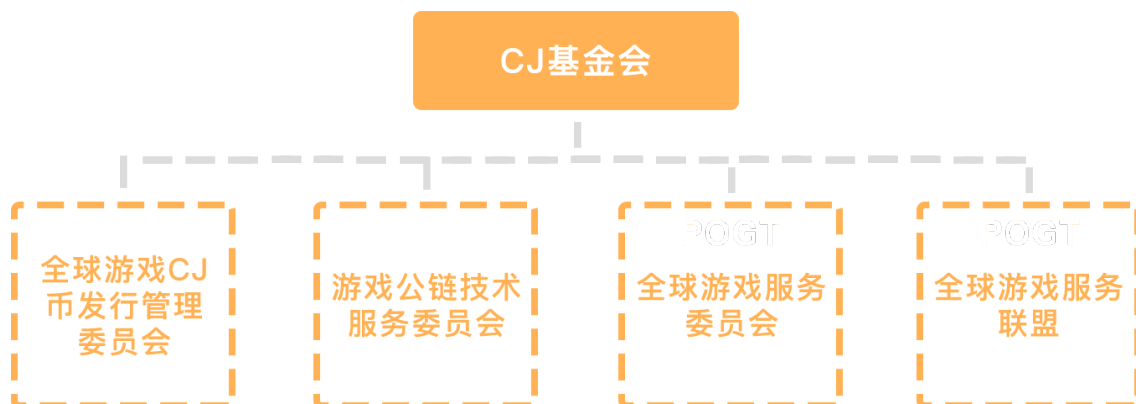 CJ基金会
全球游戏CJ
币发行管理
委员会
游戏公链技术
服务委员会
POGT
全球游戏服务
委员会
POGT
全球游戏服务
联盟